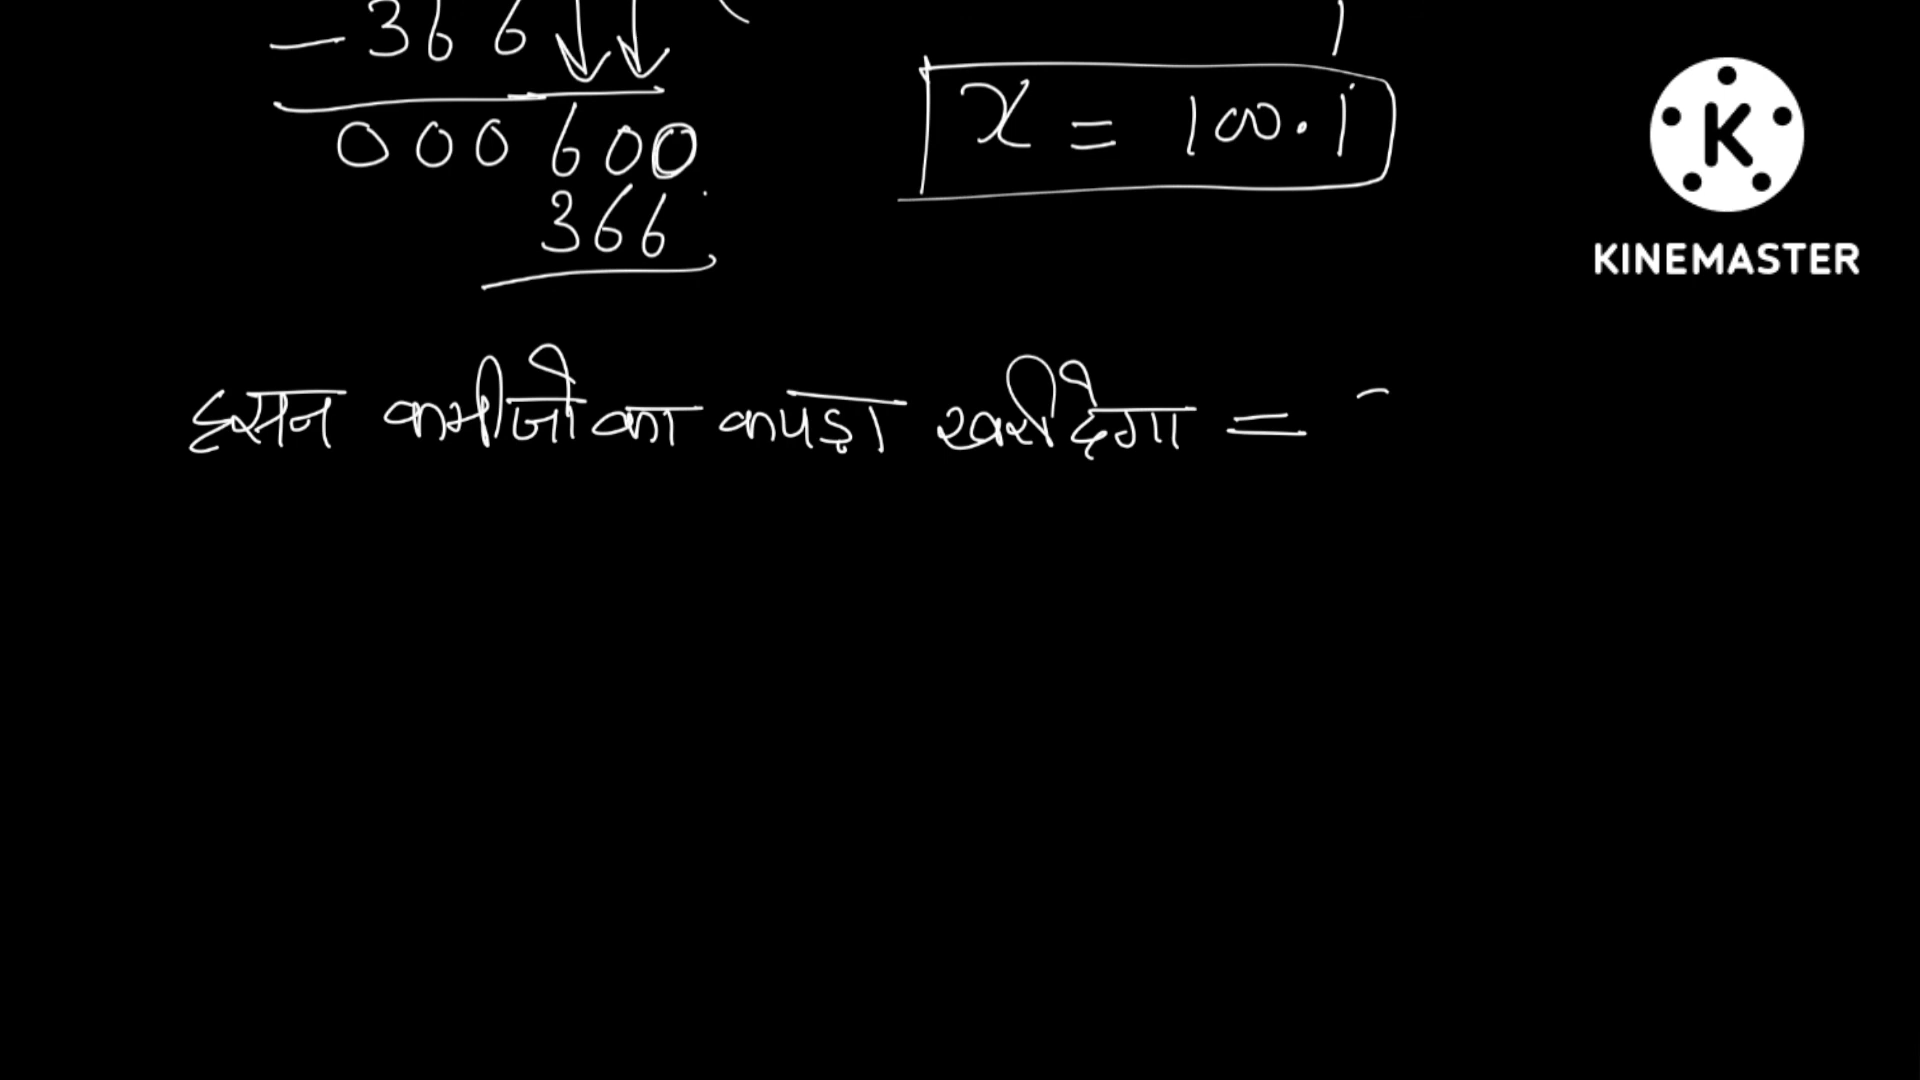 - 366
000600
366
x = 100.1
KINEMASTER
हसन कमीजो का कपड़ा खरीदेगा =